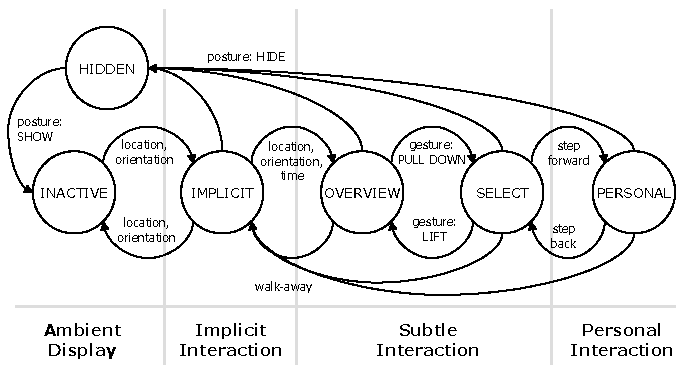 posture: HIDE
HIDDEN
posture:
SHOW
location,
orientation
location,
orientation,
time
gesture:
PULL DOWN
step
forward
INACTIVE
IMPLICIT
OVERVIEW
SELECT
PERSONAL
location,
orientation
gesture:
LIFT
step
back
walk-away
Ambient
Display
Implicit
Interaction
Subtle
Interaction
Personal
Interaction